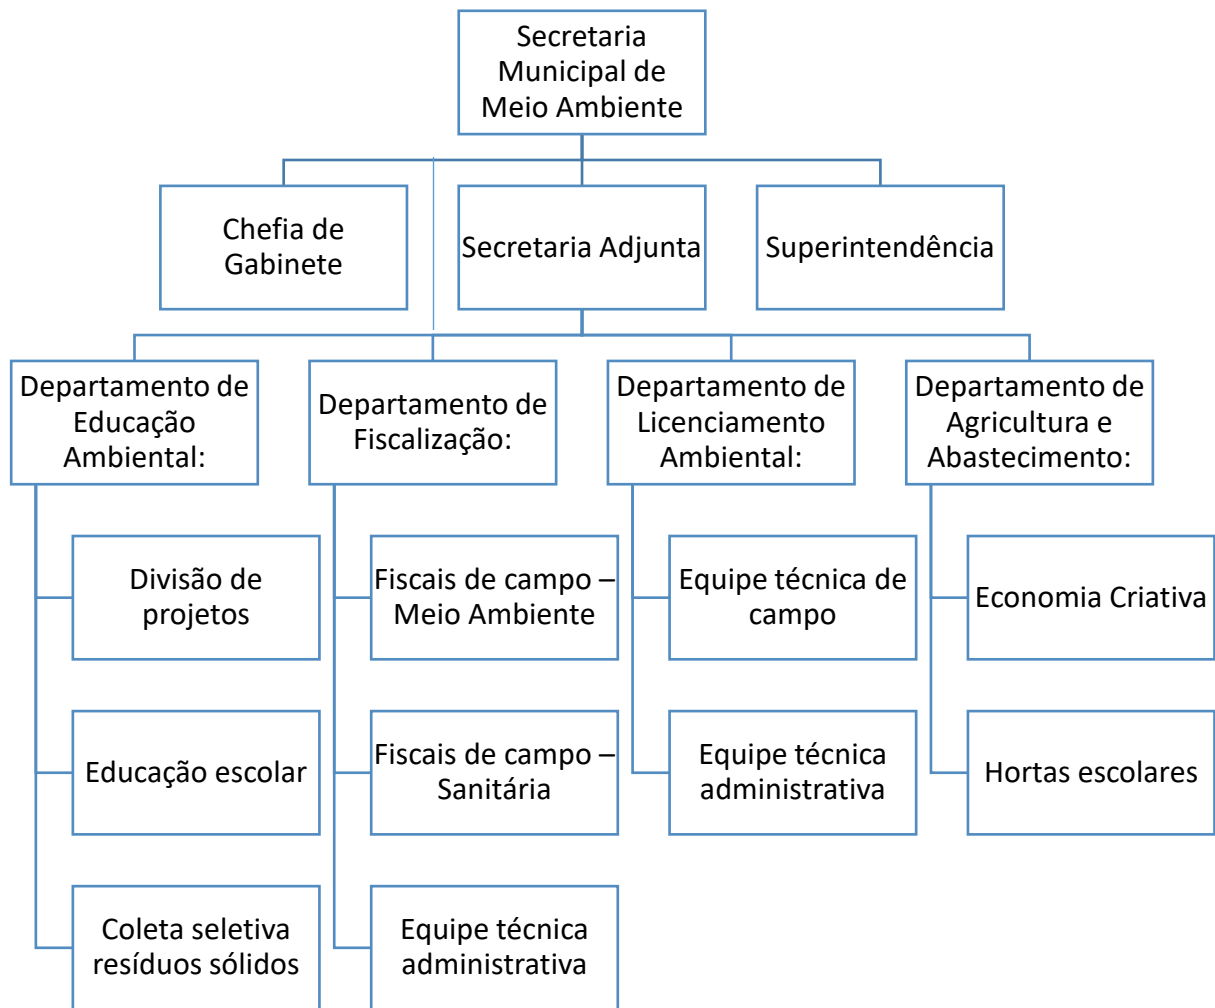 Secretaria
Municipal de
Meio Ambiente
Chefia de
Gabinete
Secretaria Adjunta
Superintendência
Departamento de
Educação
Ambiental:
Departamento de
Fiscalização:
Departamento de
Licenciamento
Ambiental:
Departamento de
Agricultura e
Abastecimento:
Divisão de
projetos
Fiscais de campo –
Meio Ambiente
Equipe técnica de
campo
Economia Criativa
Educação escolar
Fiscais de campo –
Sanitária
Equipe técnica
administrativa
Hortas escolares
Coleta seletiva
resíduos sólidos
Equipe técnica
administrativa